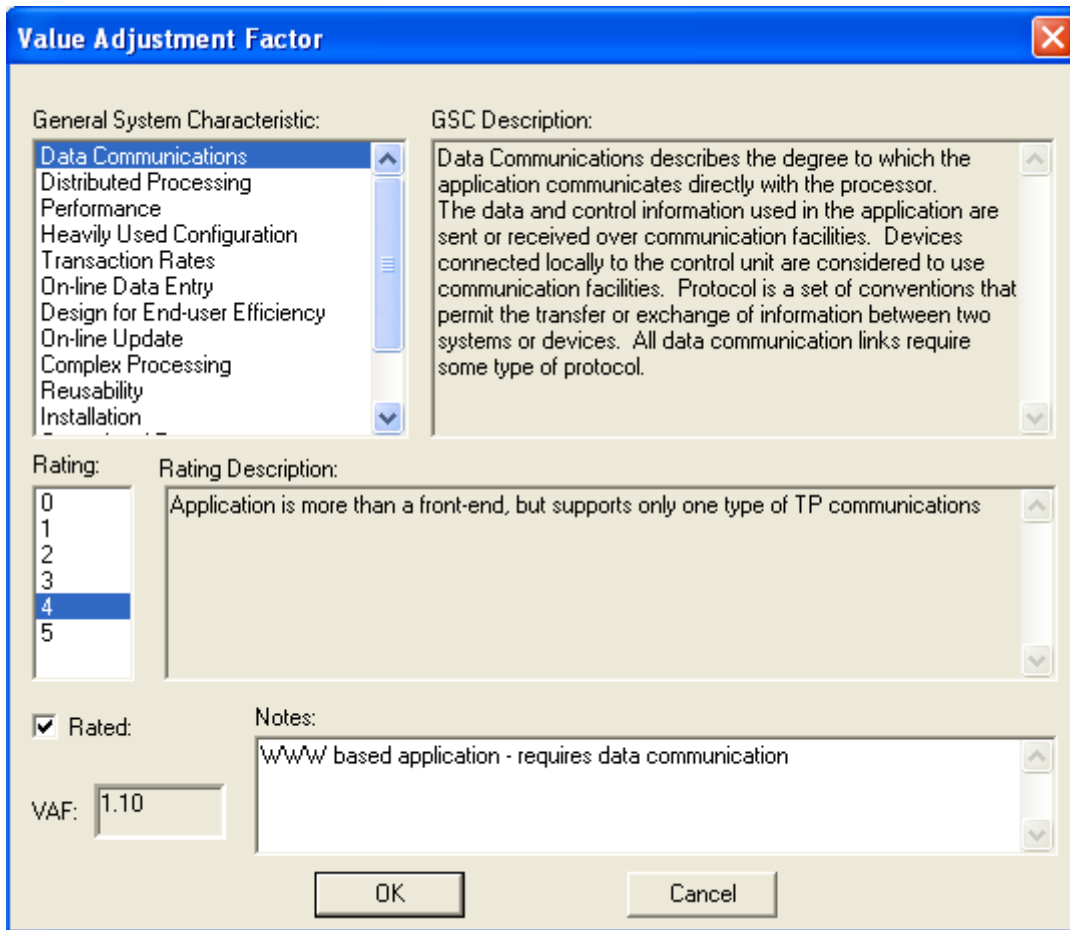 Value Adjustment Factor
General System Characteristic:
Data Communications
Distributed Processing
Performance
Heavily Used Configuration
Transaction Rates
On-line Data Entry
Design for End-user Efficiency
On-line Update
Complex Processing
Reusability
Installation
GSC Description:
Data Communications describes the degree to which the
application communicates directly with the processor.
The data and control information used in the application are
sent or received over communication facilities. Devices
connected locally to the control unit are considered to use
communication facilities. Protocol is a set of conventions that
permit the transfer or exchange of information between two
systems or devices. All data communication links require
some type of protocol.
Rating:
0
1
2
3
4
5
Rating Description:
Application is more than a front-end, but supports only one type of TP communications
Rated:
VAF: 1.10
Notes:
WWW based application - requires data communication
OK
Cancel